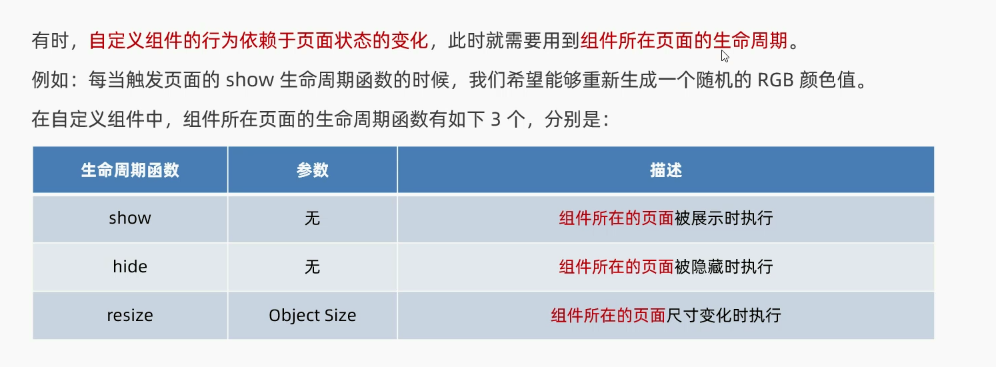 有时，自定义组件的行为依赖于页面状态的变化，此时就需要用到组件所在页面的生命周期。
例如：每当触发页面的 show 生命周期函数的时候，我们希望能够重新生成一个随机的 RGB 颜色值。
在自定义组件中，组件所在页面的生命周期函数有如下 3 个，分别是：
生命周期函数 参数 描述
show 无 组件所在的页面被展示时执行
hide 无 组件所在的页面被隐藏时执行
resize Object Size 组件所在的页面尺寸变化时执行